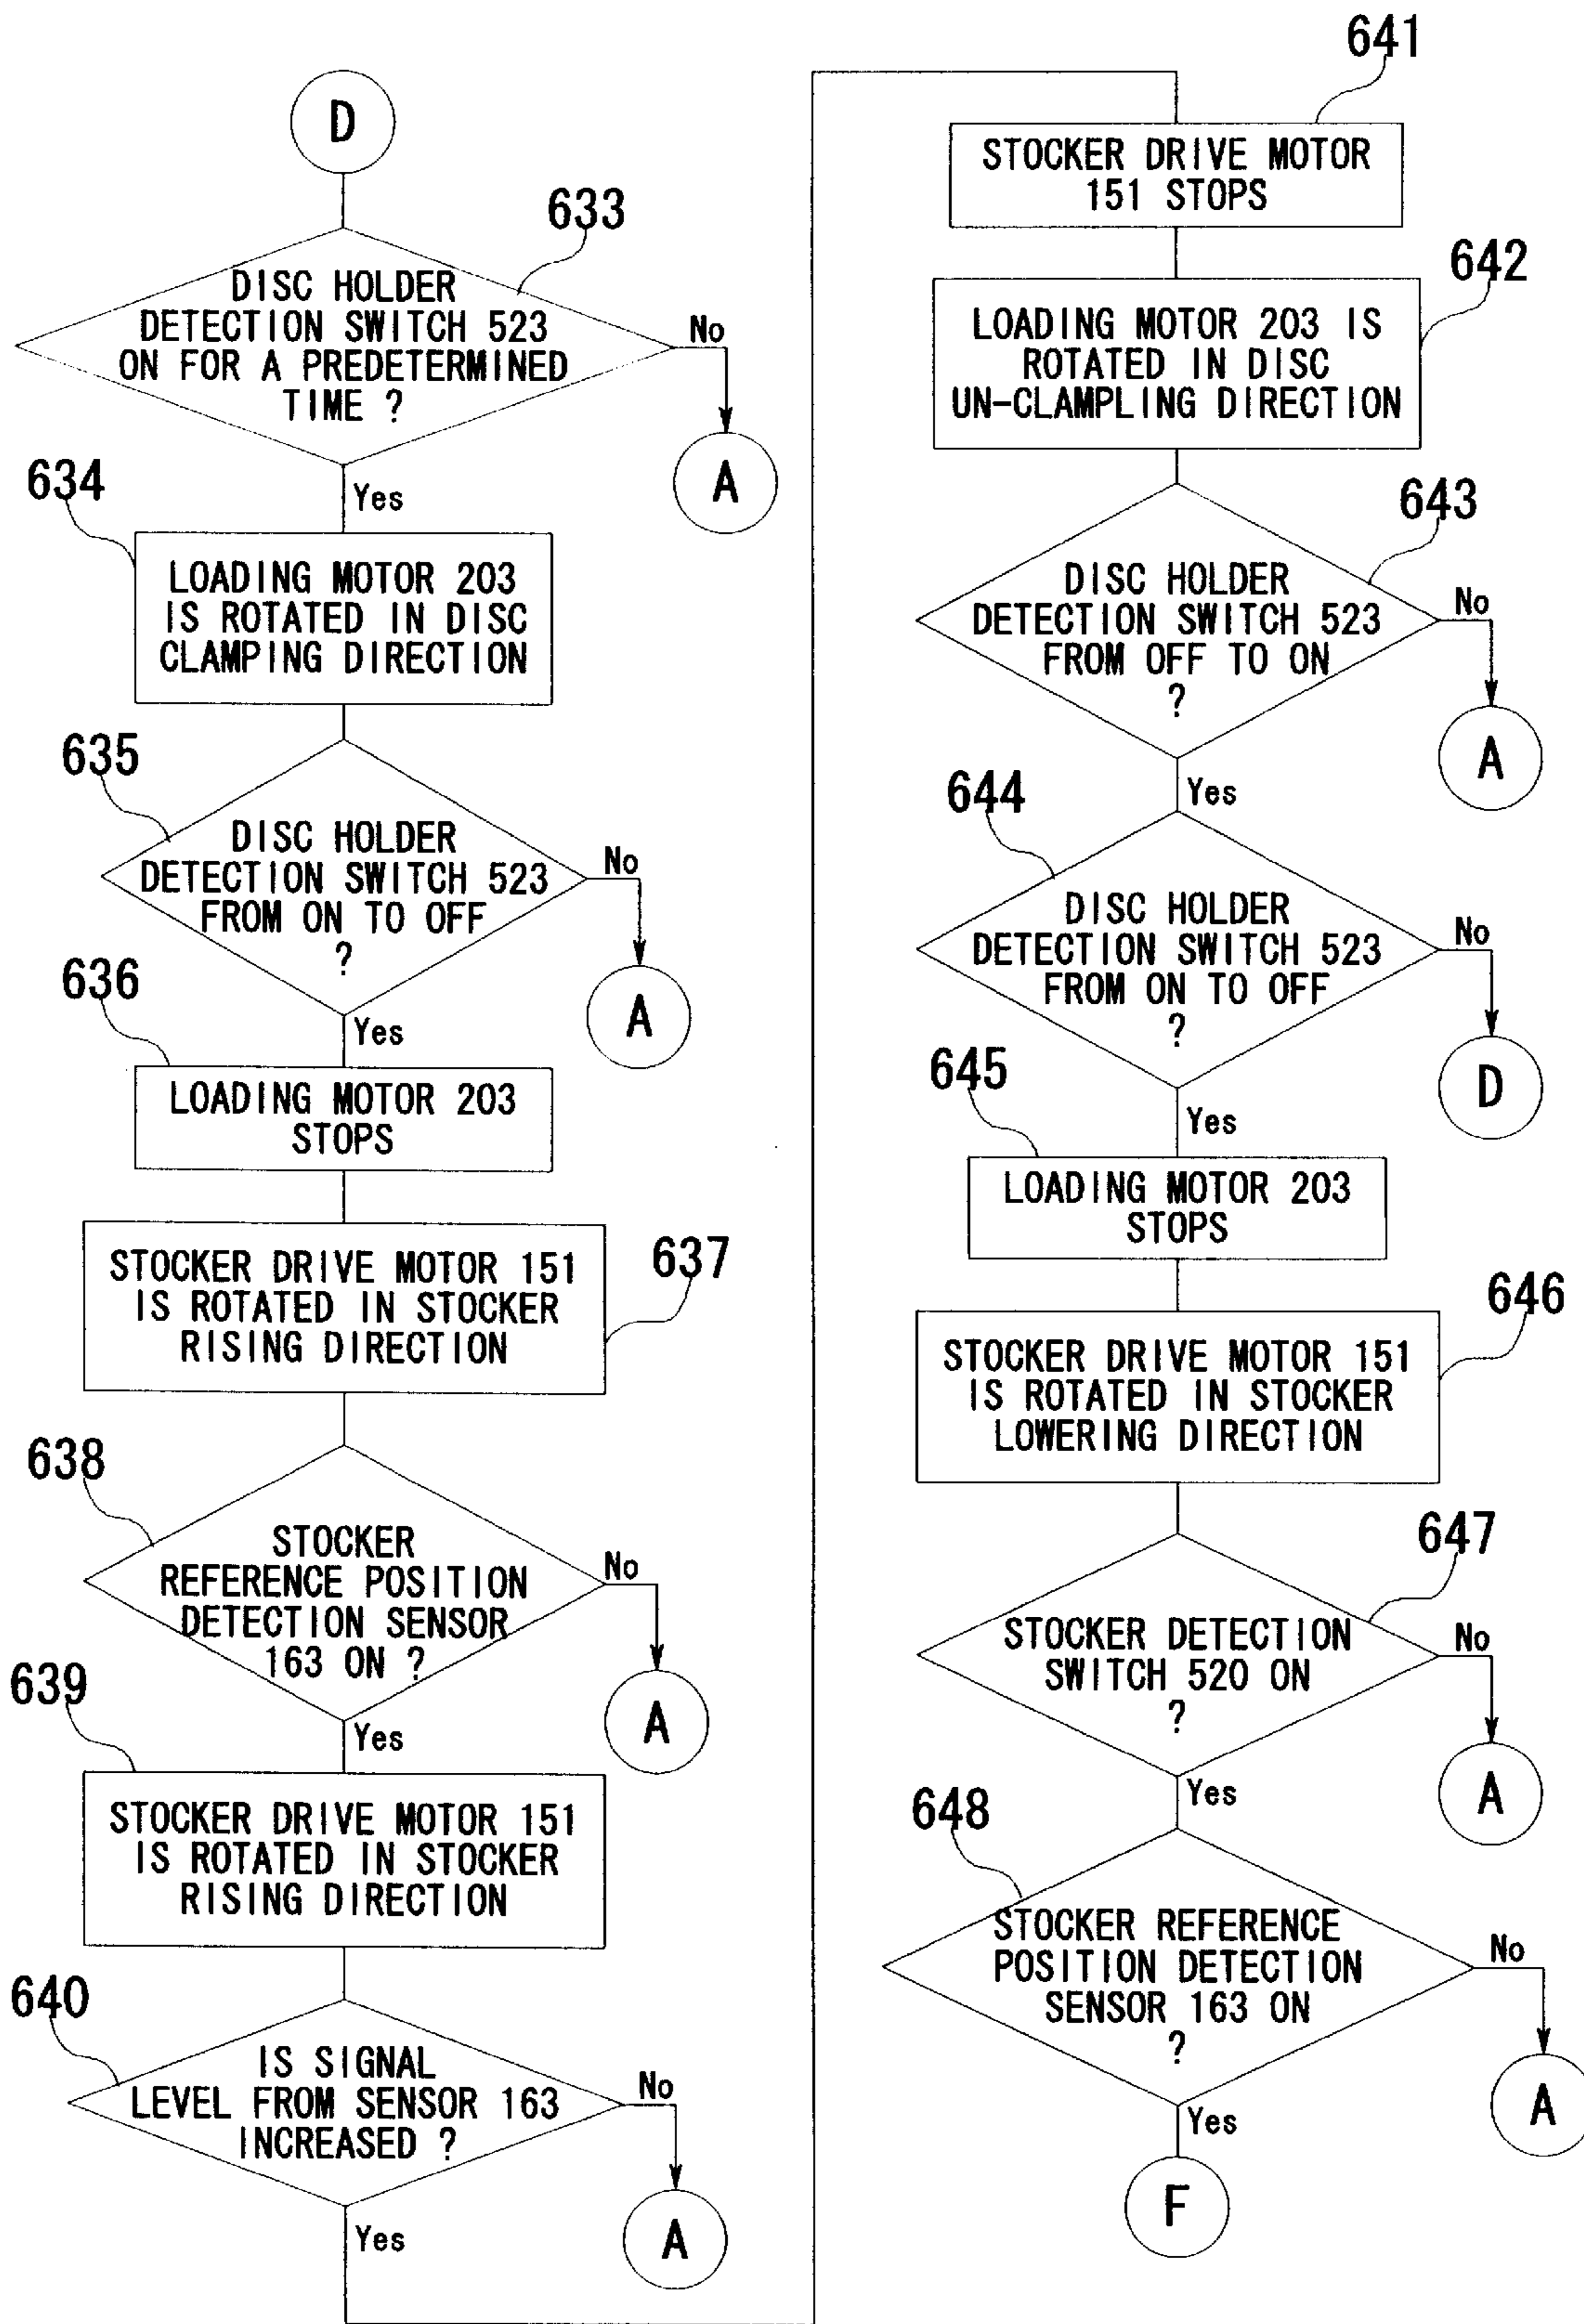 D
633
DISC HOLDER
DETECTION SWITCH 523
ON FOR A PREDETERMINED
TIME ?
No
A
Yes
634
LOADING MOTOR 203
IS ROTATED IN DISC
CLAMPING DIRECTION
635
DISC HOLDER
DETECTION SWITCH 523
FROM ON TO OFF
?
No
A
Yes
636
LOADING MOTOR 203
STOPS
637
STOCKER DRIVE MOTOR 151
IS ROTATED IN STOCKER
RISING DIRECTION
638
STOCKER
REFERENCE POSITION
DETECTION SENSOR
163 ON ?
No
A
Yes
639
STOCKER DRIVE MOTOR 151
IS ROTATED IN STOCKER
RISING DIRECTION
640
IS SIGNAL
LEVEL FROM SENSOR 163
INCREASED ?
No
A
Yes
641
STOCKER DRIVE MOTOR
151 STOPS
642
LOADING MOTOR 203 IS
ROTATED IN DISC
UN-CLAMPLING DIRECTION
643
DISC HOLDER
DETECTION SWITCH 523
FROM OFF TO ON
?
No
A
Yes
644
DISC HOLDER
DETECTION SWITCH 523
FROM ON TO OFF
?
No
D
Yes
645
LOADING MOTOR 203
STOPS
646
STOCKER DRIVE MOTOR 151
IS ROTATED IN STOCKER
LOWERING DIRECTION
647
STOCKER DETECTION
SWITCH 520 ON
?
No
A
Yes
648
STOCKER REFERENCE
POSITION DETECTION
SENSOR 163 ON
?
No
A
Yes
F